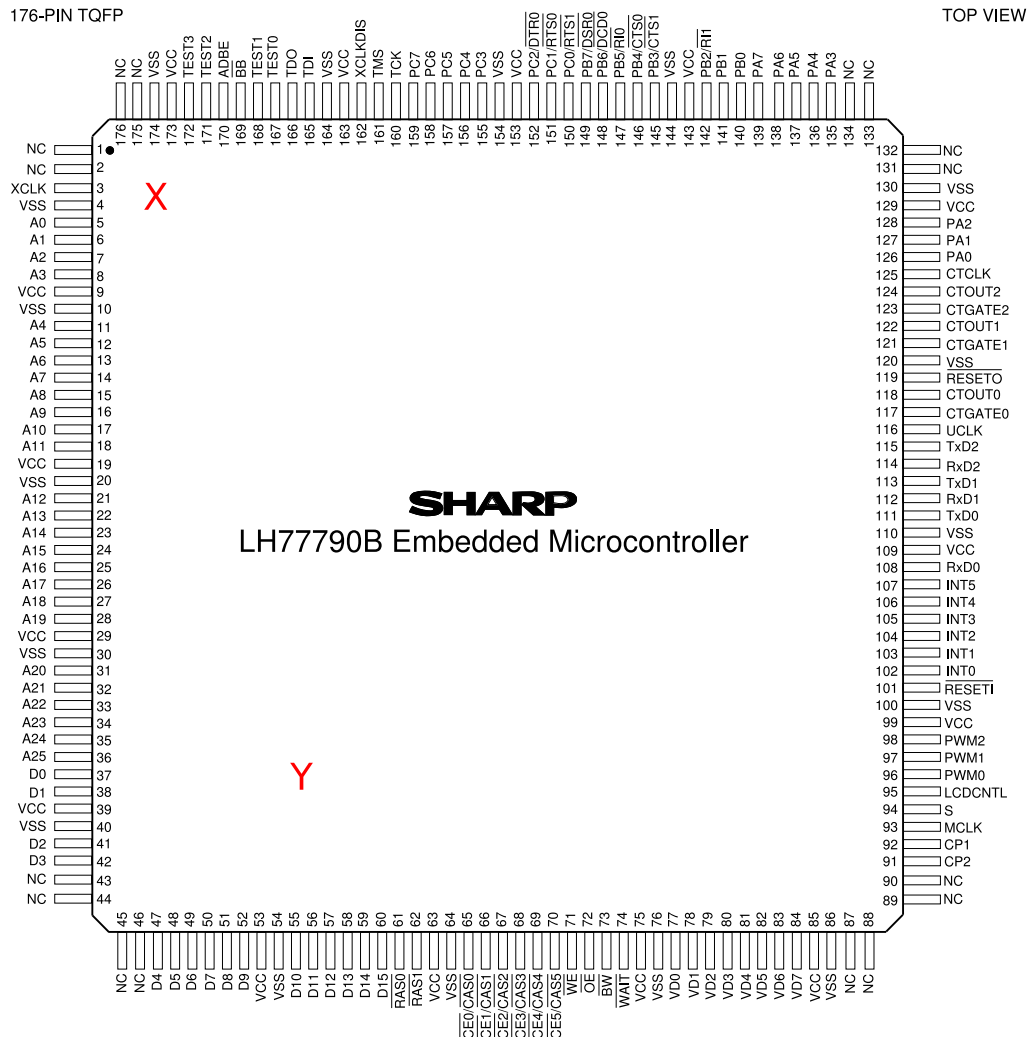 176-PIN TQFP
TOP VIEW
NC NC VSS VCC TEST3 TEST2 ADBE BB TEST1 TEST0 TDO TDI VSS VCC XCLKDIS TMS TCK PC7 PC6 PC5 PC4 PC3 VSS VCC PC2/DTR0 PC1/RTS0 PC0/RTS1 PB7/DSR0 PB6/DCD0 PB5/RI0 PB4/CTS0 PB3/CTS1 VSS VCC PB2/RI1 PB1 PB0 PA7 PA6 PA5 PA4 PA3 NC NC
176 175 174 173 172 171 170 169 168 167 166 165 164 163 162 161 160 159 158 157 156 155 154 153 152 151 150 149 148 147 146 145 144 143 142 141 140 139 138 137 136 135 134 133
NC 1 132 NC
NC 2 131 NC
XCLK 3 X 130 VSS
VSS 4 129 VCC
A0 5 128 PA2
A1 6 127 PA1
A2 7 126 PA0
A3 8 125 CTCLK
VCC 9 124 CTOUT2
VSS 10 123 CTGATE2
A4 11 122 CTOUT1
A5 12 121 CTGATE1
A6 13 120 VSS
A7 14 119 RESETO
A8 15 118 CTOUT0
A9 16 117 CTGATE0
A10 17 116 UCLK
A11 18 115 TxD2
VCC 19 114 RxD2
VSS 20 113 TxD1
A12 21 112 RxD1
A13 22 111 TxD0
A14 23 110 VSS
A15 24 109 VCC
A16 25 108 RxD0
A17 26 107 INT5
A18 27 106 INT4
A19 28 105 INT3
VCC 29 104 INT2
VSS 30 103 INT1
A20 31 102 INT0
A21 32 101 RESETI
A22 33 100 VSS
A23 34 99 VCC
A24 35 98 PWM2
A25 36 97 PWM1
D0 37 Y 96 PWM0
D1 38 95 LCDCNTL
VCC 39 94 S
VSS 40 93 MCLK
D2 41 92 CP1
D3 42 91 CP2
NC 43 90 NC
NC 44 89 NC
SHARP
LH77790B Embedded Microcontroller
45 46 47 48 49 50 51 52 53 54 55 56 57 58 59 60 61 62 63 64 65 66 67 68 69 70 71 72 73 74 75 76 77 78 79 80 81 82 83 84 85 86 87 88
NC NC D4 D5 D6 D7 D8 D9 VCC VSS D10 D11 D12 D13 D14 D15 RAS0 RAS1 VCC VSS CE0/CAS0 CE1/CAS1 CE2/CAS2 CE3/CAS3 CE4/CAS4 CE5/CAS5 WE OE BW WAIT VCC VSS VD0 VD1 VD2 VD3 VD4 VD5 VD6 VD7 VCC VSS NC NC